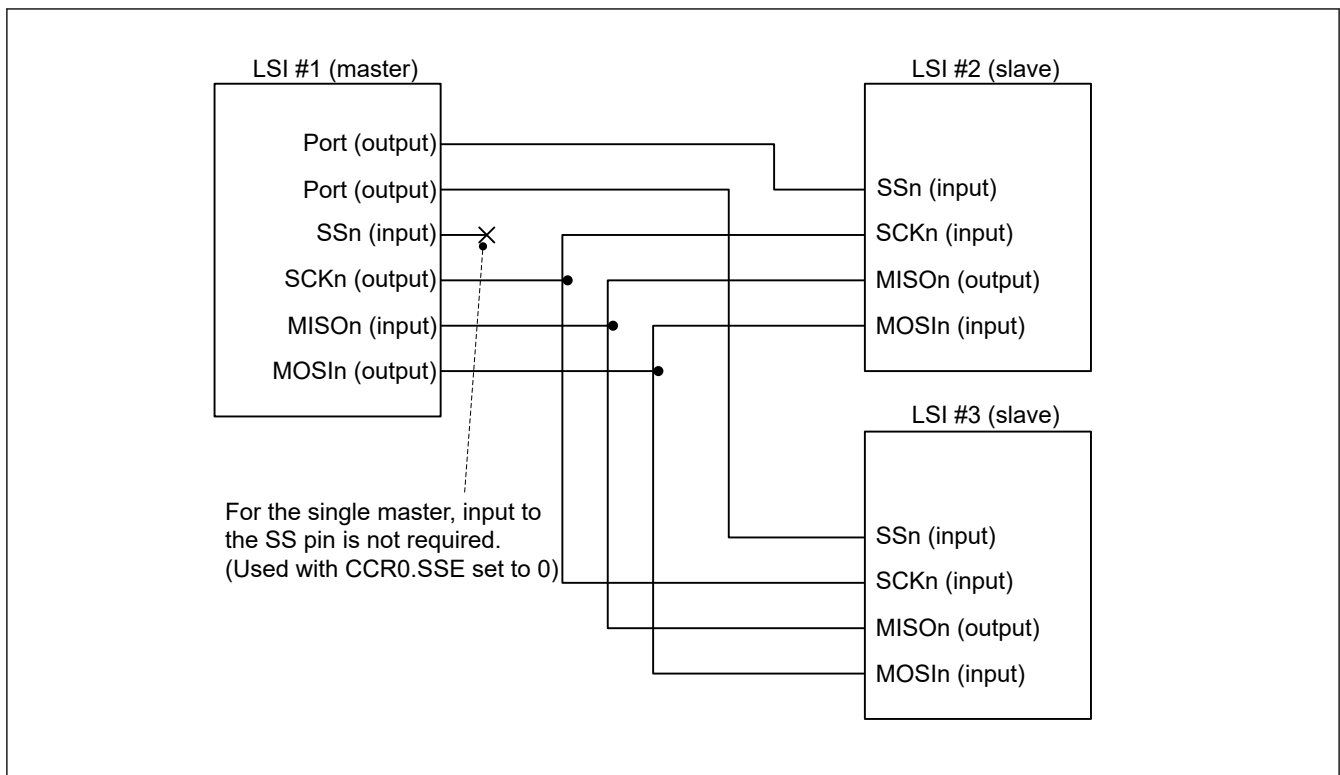 LSI #1 (master)
Port (output)
Port (output)
SSn (input)
SCKn (output)
MISOn (input)
MOSIn (output)
For the single master, input to
the SS pin is not required.
(Used with CCR0.SSE set to 0)
LSI #2 (slave)
SSn (input)
SCKn (input)
MISOn (output)
MOSIn (input)
LSI #3 (slave)
SSn (input)
SCKn (input)
MISOn (output)
MOSIn (input)